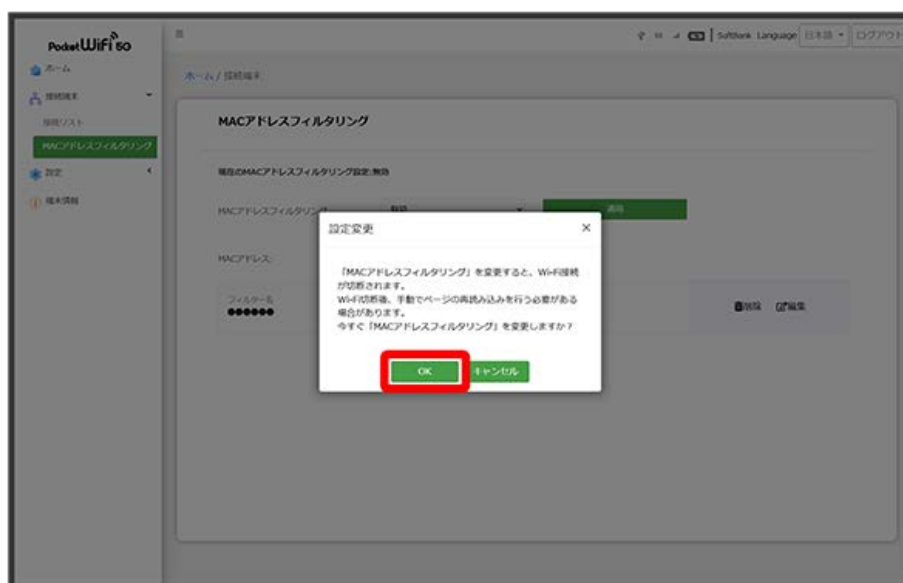 Pocket WiFi 5G
SoftBank Language 日本語 ログアウト
ホーム
ホーム / 接続端末
接続端末
接続リスト
MACアドレスフィルタリング
設定
端末情報
MACアドレスフィルタリング
現在のMACアドレスフィルタリング設定:無効
MACアドレスフィルタリング
適用
MACアドレス:
フィルター名
●●●●●●
削除 編集
設定変更 ×
「MACアドレスフィルタリング」を変更すると、Wi-Fi接続
が切断されます。
Wi-Fi切断後、手動でページの再読み込みを行う必要がある
場合があります。
今すぐ「MACアドレスフィルタリング」を変更しますか?
OK キャンセル